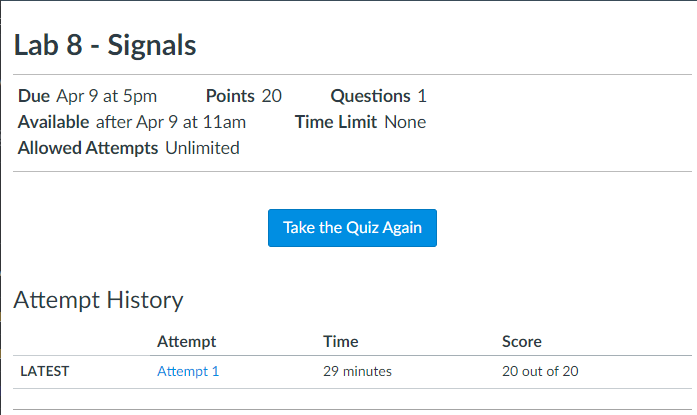 Lab 8 - Signals
Due Apr 9 at 5pm Points 20 Questions 1
Available after Apr 9 at 11am Time Limit None
Allowed Attempts Unlimited
Take the Quiz Again
Attempt History
Attempt Time Score
LATEST Attempt 1 29 minutes 20 out of 20